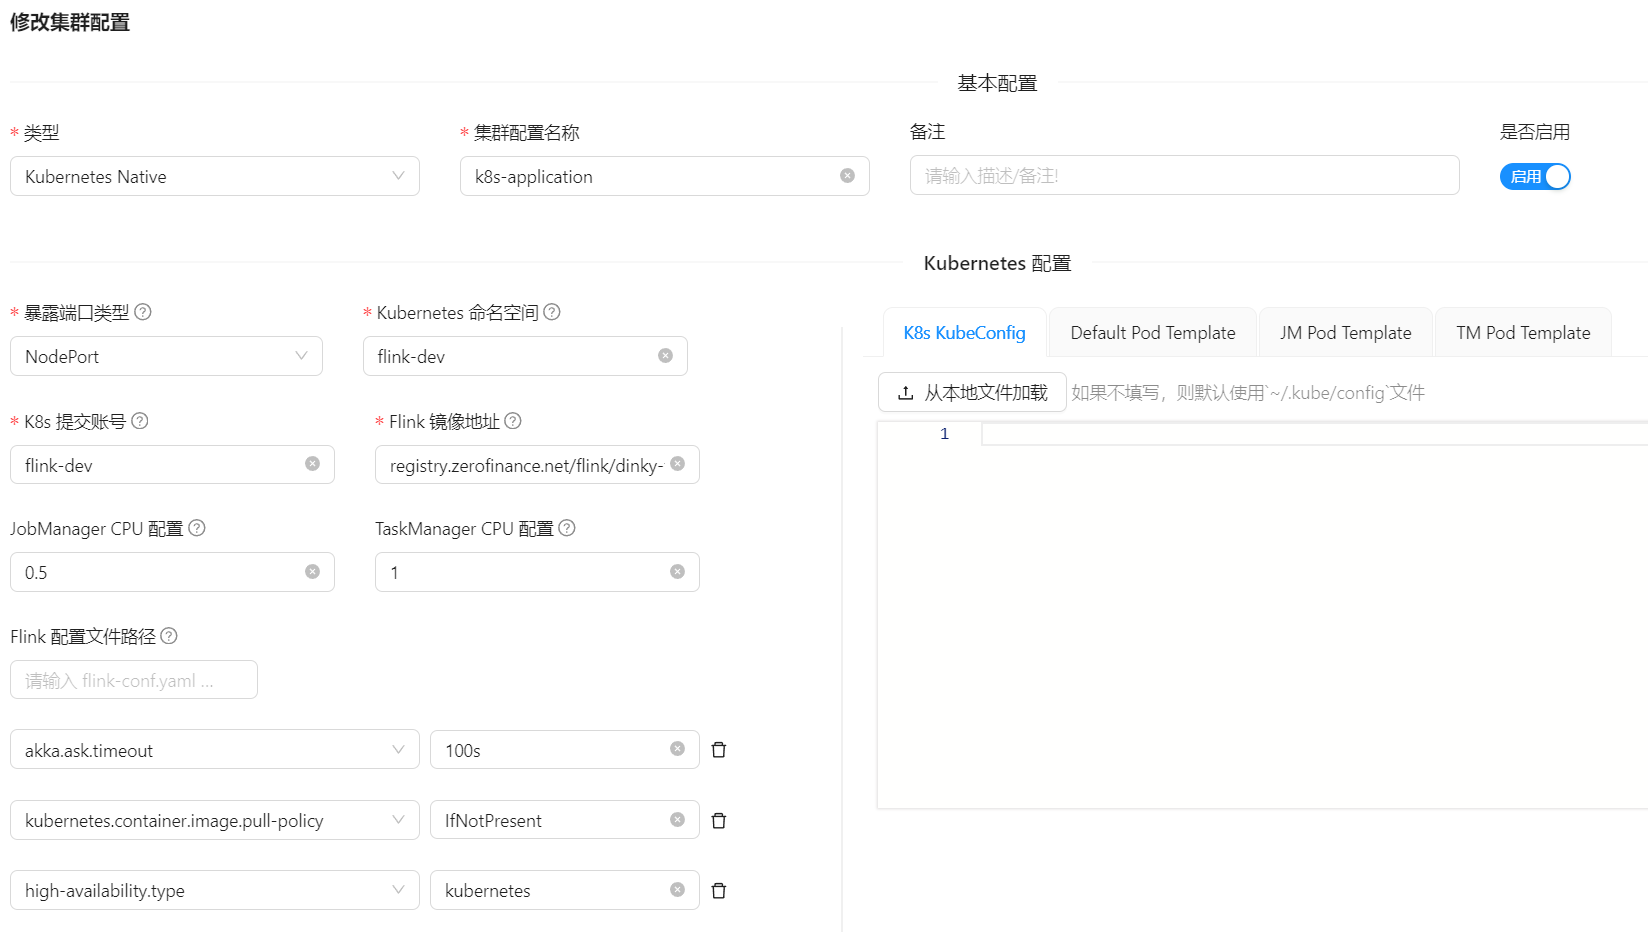 修改集群配置
基本配置
* 类型
* 集群配置名称
备注
是否启用
Kubernetes Native
k8s-application
请输入描述/备注!
启用
Kubernetes 配置
* 暴露端口类型
* Kubernetes 命名空间
NodePort
flink-dev
* K8s 提交账号
* Flink 镜像地址
flink-dev
registry.zerofinance.net/flink/dinky-
JobManager CPU 配置
TaskManager CPU 配置
0.5
1
Flink 配置文件路径
请输入 flink-conf.yaml ...
akka.ask.timeout
100s
kubernetes.container.image.pull-policy
IfNotPresent
high-availability.type
kubernetes
K8s KubeConfig
Default Pod Template
JM Pod Template
TM Pod Template
从本地文件加载
如果不填写，则默认使用`~/.kube/config`文件
1